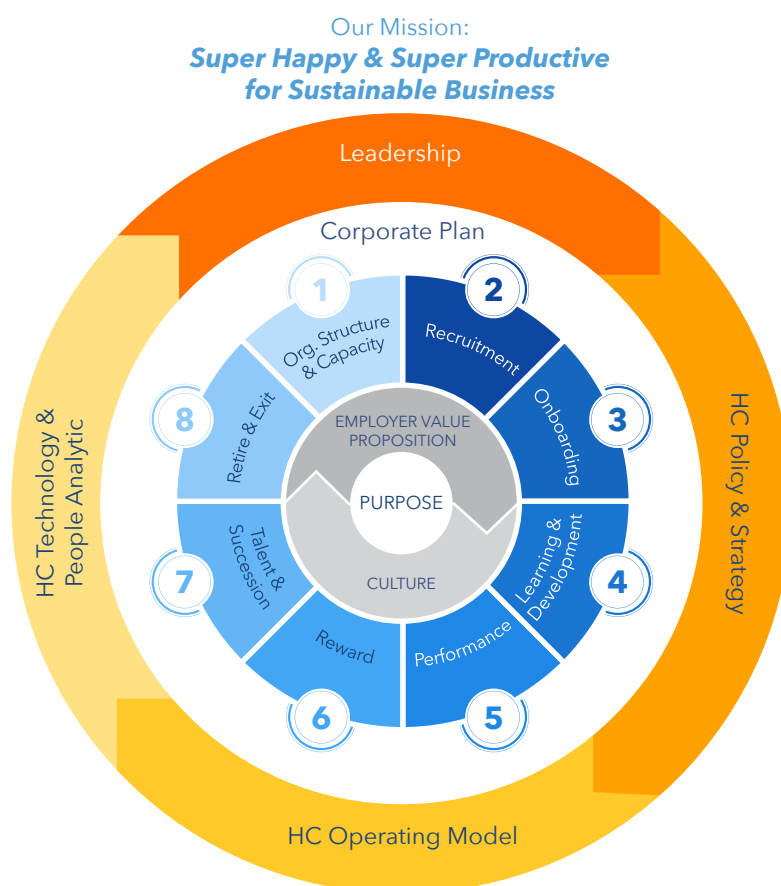 Our Mission:
Super Happy & Super Productive
for Sustainable Business
Leadership
Corporate Plan
1
Org. Structure
& Capacity
2
Recruitment
3
Onboarding
4
Learning &
Development
5
Performance
6
Reward
7
Talent &
Succession
8
Retire & Exit
EMPLOYER VALUE
PROPOSITION
PURPOSE
CULTURE
HC Policy & Strategy
HC Operating Model
HC Technology &
People Analytic